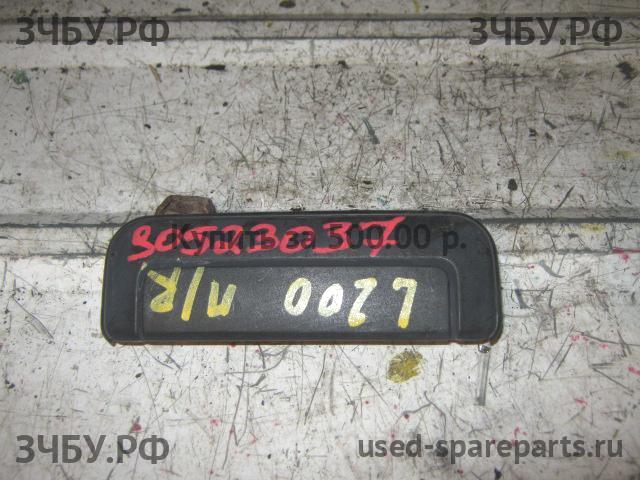 ЗЧБУ.РФ ЗЧБУ.РФ
Купить за 500.00 р.
L200 П/Я
ЗЧБУ.РФ used-spareparts.ru